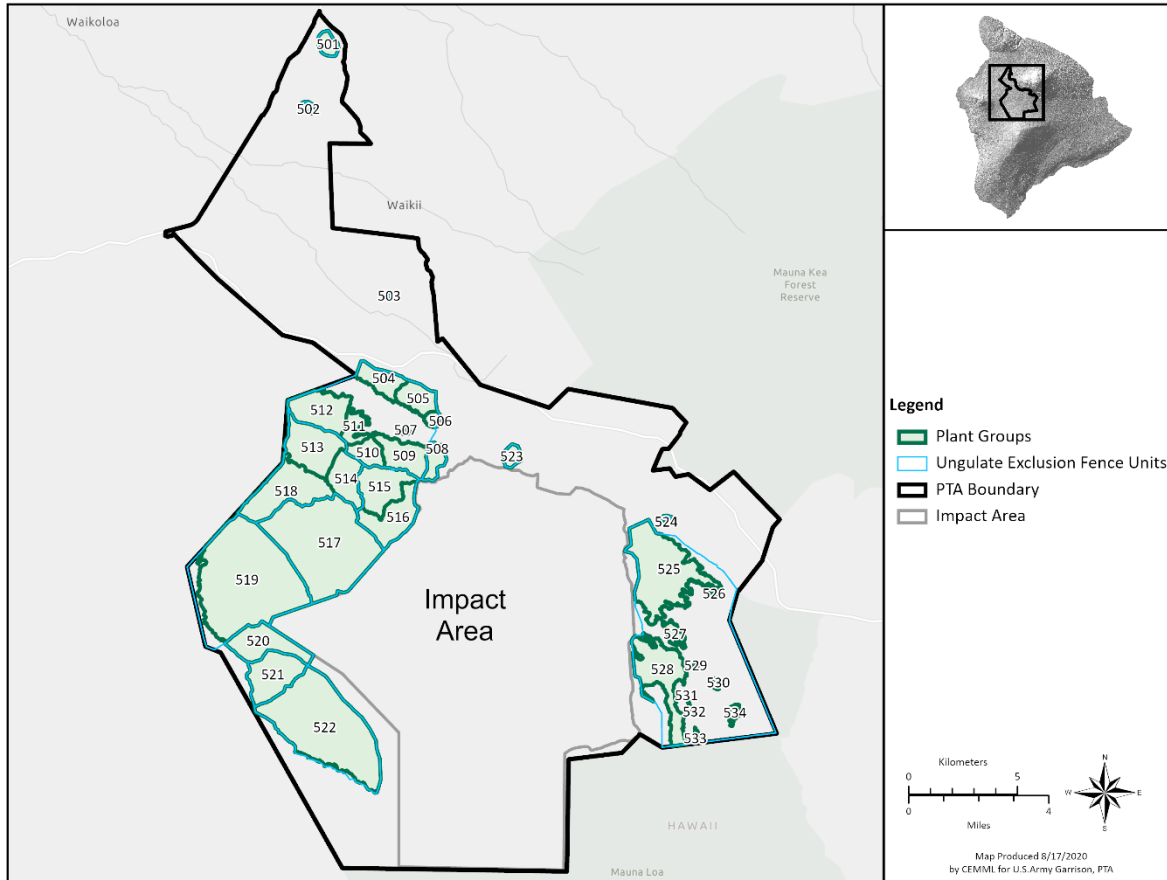 Waikoloa
501
502
Waikii
Mauna Kea
Forest
Reserve
503
504
505
506
512
511
507
508
510
509
513
523
514
515
518
516
517
524
525
519
526
Impact
Area
527
520
528
529
521
530
531
532
534
522
533
HAWAII
Mauna Loa
Legend
Plant Groups
Ungulate Exclusion Fence Units
PTA Boundary
Impact Area
Kilometers
0 5
0 4
Miles
N
W E
S
Map Produced 8/17/2020
by CEMML for U.S.Army Garrison, PTA